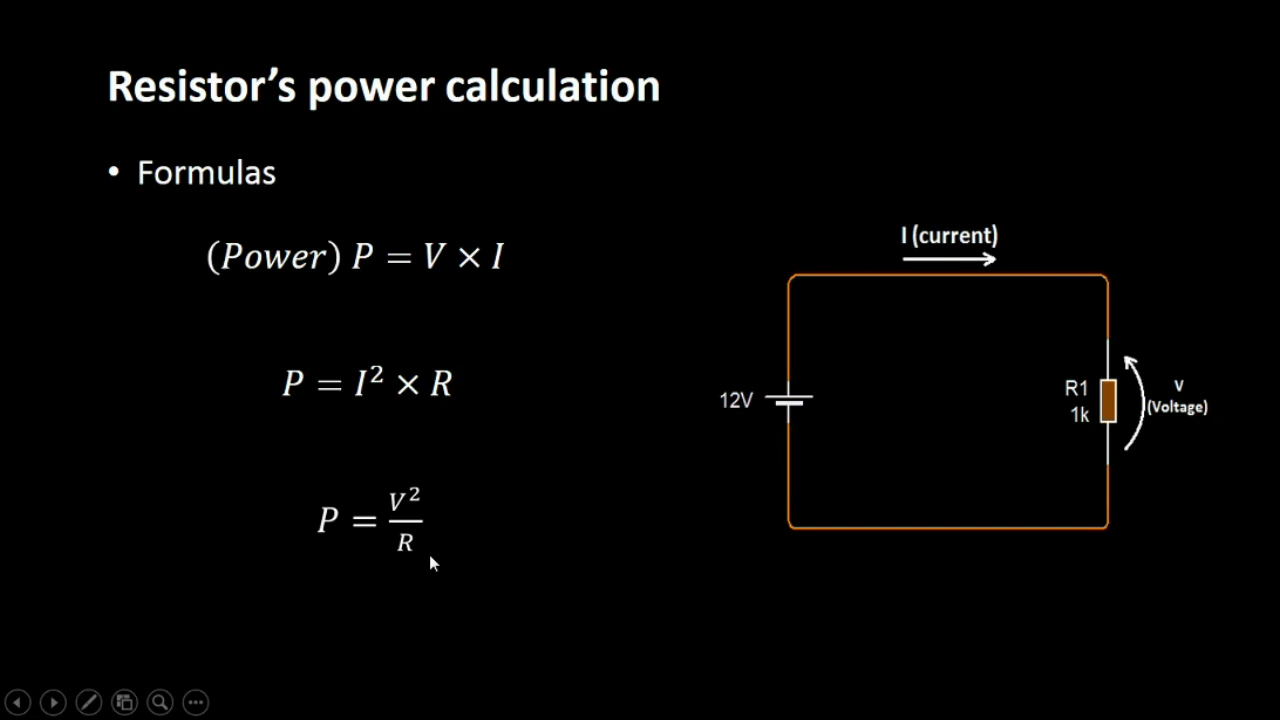 Resistor’s power calculation
• Formulas
(Power) P = V × I
P = I² × R
P = V²/R
I (current)
12V
R1
1k
V
(Voltage)